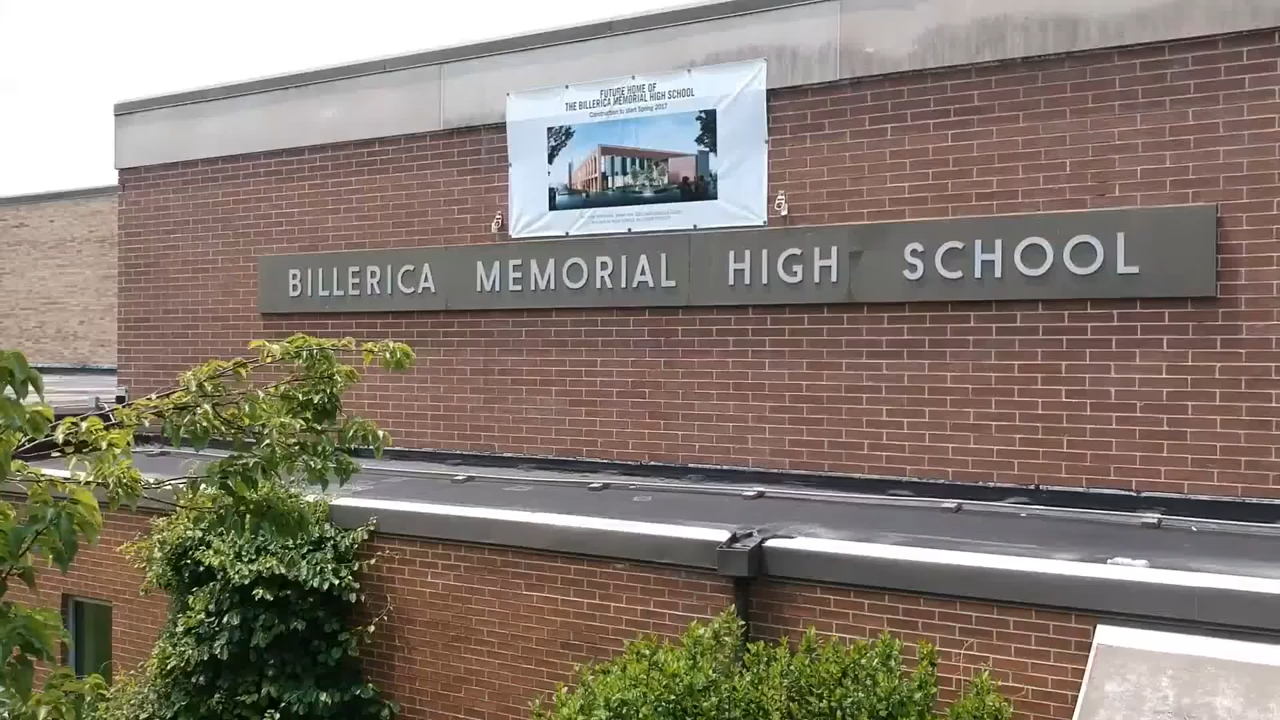 FUTURE HOME OF
THE BILLERICA MEMORIAL HIGH SCHOOL
Construction to start Spring 2017
BILLERICA MEMORIAL HIGH SCHOOL